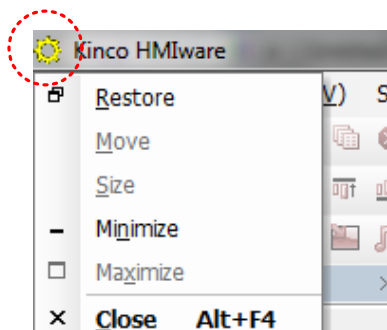 Kinco HMIware
Restore
V) S
Move
Size
Minimize
Maximize
Close Alt+F4